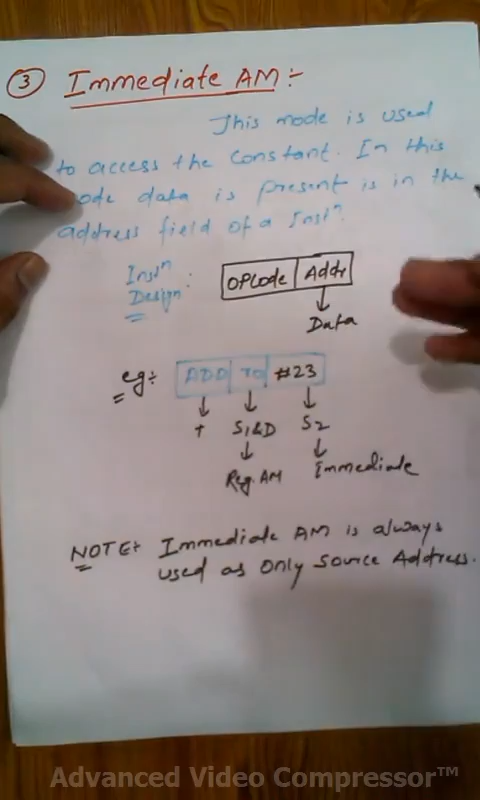 ③ Immediate AM :-
This mode is used
to access the constant. In this
ode data is present is in the
address field of a Instⁿ.
Instⁿ Design :
OPCode Addr
Data
eg :- ADD r0 #23
+ S1&D S2
Reg. AM Immediate
NOTE :- Immediate AM is always
used as only Source Address.
Advanced Video Compressor™